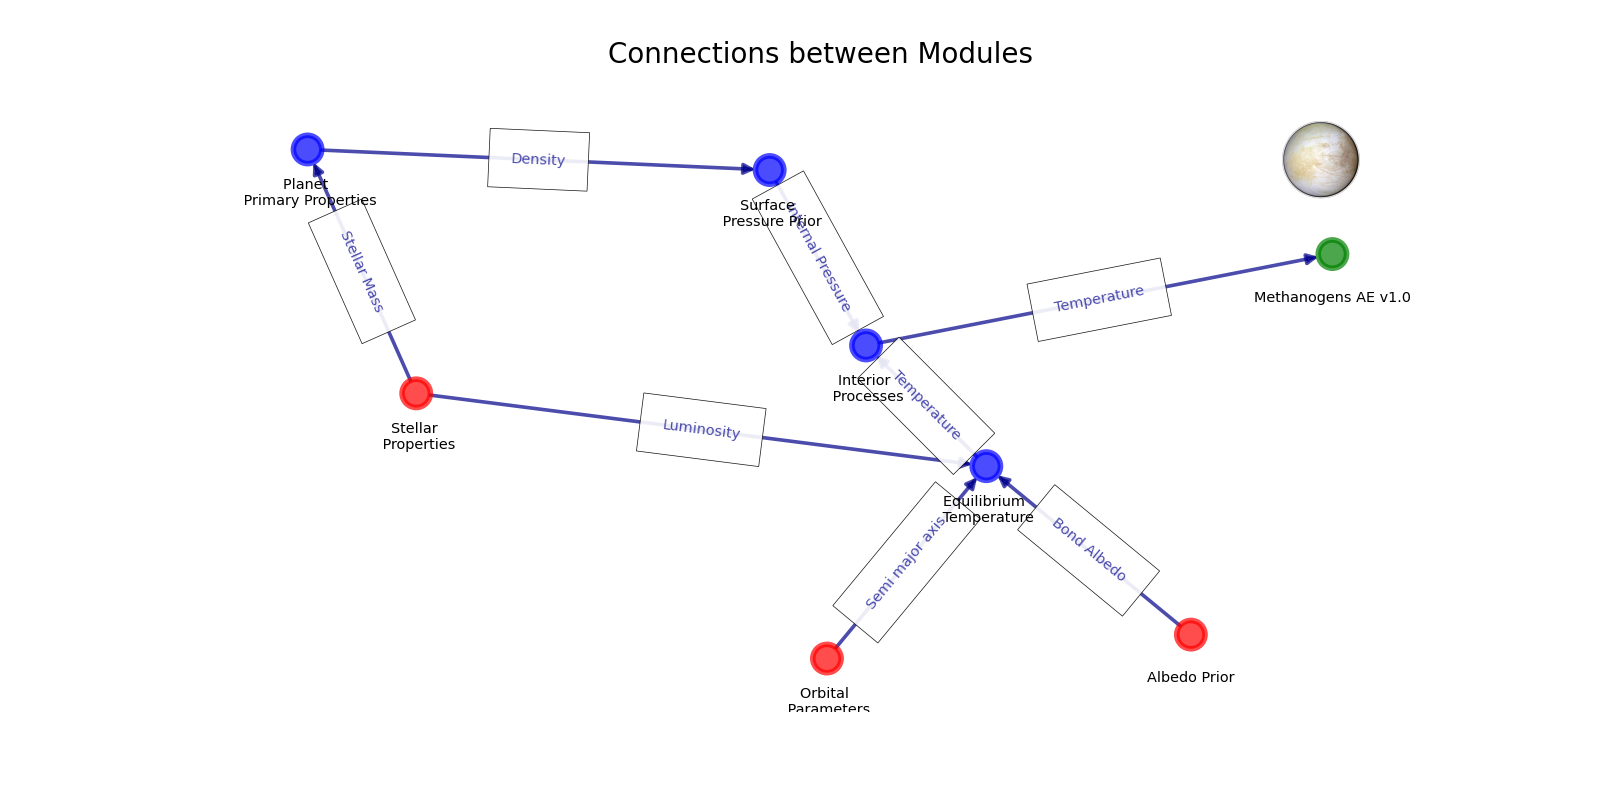 Connections between Modules
Density
Planet
Primary Properties
Surface
Pressure Prior
Internal Pressure
Stellar Mass
Temperature
Methanogens AE v1.0
Interior
Processes
Temperature
Stellar
Properties
Luminosity
Equilibrium
Temperature
Semi major axis
Bond Albedo
Albedo Prior
Orbital
Parameters